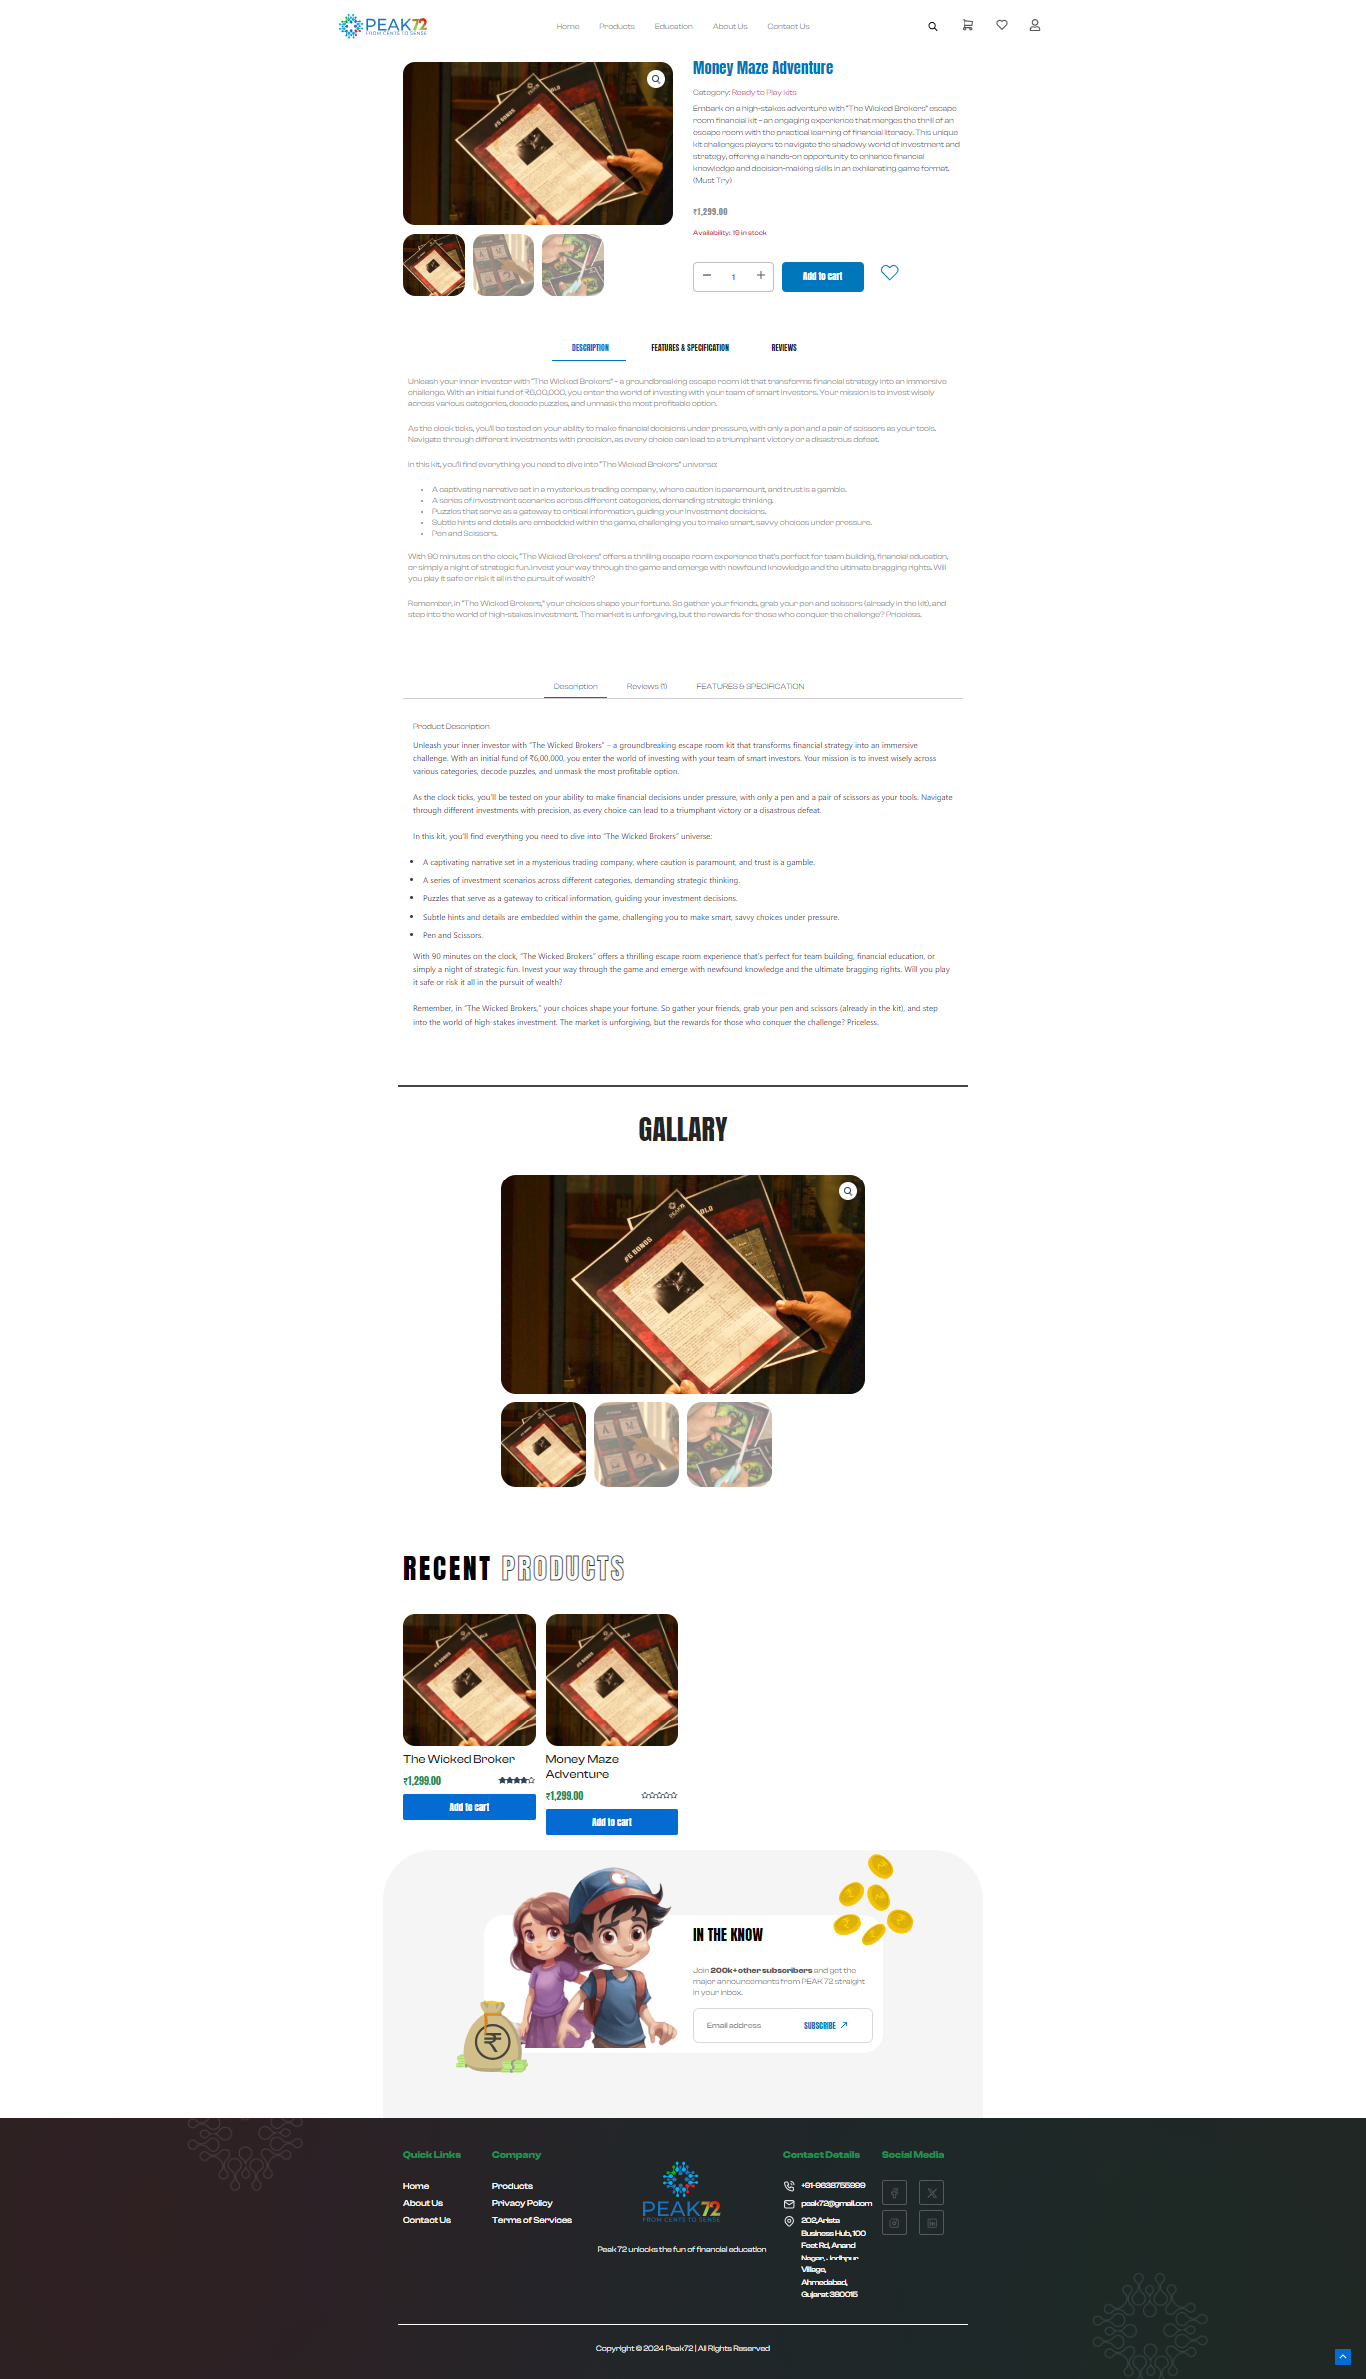 PEAK72
FROM CENTS TO SENSE
Home Products Education About Us Contact Us
Money Maze Adventure
Category: Ready to Play kits
Embark on a high-stakes adventure with "The Wicked Brokers" escape
room financial kit – an engaging experience that merges the thrill of an
escape room with the practical learning of financial literacy. This unique
kit challenges players to navigate the shadowy world of investment and
strategy, offering a hands-on opportunity to enhance financial
knowledge and decision-making skills in an exhilarating game format.
(Must Try)
₹1,299.00
Availability: 19 in stock
1
Add to cart
#5 BONDS
DESCRIPTION FEATURES & SPECIFICATION REVIEWS
Unleash your inner investor with "The Wicked Brokers" – a groundbreaking escape room kit that transforms financial strategy into an immersive
challenge. With an initial fund of ₹6,00,000, you enter the world of investing with your team of smart investors. Your mission is to invest wisely
across various categories, decode puzzles, and unmask the most profitable option.
As the clock ticks, you'll be tested on your ability to make financial decisions under pressure, with only a pen and a pair of scissors as your tools.
Navigate through different investments with precision, as every choice can lead to a triumphant victory or a disastrous defeat.
In this kit, you'll find everything you need to dive into "The Wicked Brokers" universe:
• A captivating narrative set in a mysterious trading company, where caution is paramount, and trust is a gamble.
• A series of investment scenarios across different categories, demanding strategic thinking.
• Puzzles that serve as a gateway to critical information, guiding your investment decisions.
• Subtle hints and details are embedded within the game, challenging you to make smart, savvy choices under pressure.
• Pen and Scissors.
With 90 minutes on the clock, "The Wicked Brokers" offers a thrilling escape room experience that's perfect for team building, financial education,
or simply a night of strategic fun. Invest your way through the game and emerge with newfound knowledge and the ultimate bragging rights. Will
you play it safe or risk it all in the pursuit of wealth?
Remember, in "The Wicked Brokers," your choices shape your fortune. So gather your friends, grab your pen and scissors (already in the kit), and
step into the world of high-stakes investment. The market is unforgiving, but the rewards for those who conquer the challenge? Priceless.
Description Reviews (1) FEATURES & SPECIFICATION
Product Description
Unleash your inner investor with "The Wicked Brokers" – a groundbreaking escape room kit that transforms financial strategy into an immersive
challenge. With an initial fund of ₹6,00,000, you enter the world of investing with your team of smart investors. Your mission is to invest wisely across
various categories, decode puzzles, and unmask the most profitable option.
As the clock ticks, you'll be tested on your ability to make financial decisions under pressure, with only a pen and a pair of scissors as your tools. Navigate
through different investments with precision, as every choice can lead to a triumphant victory or a disastrous defeat.
In this kit, you'll find everything you need to dive into "The Wicked Brokers" universe:
• A captivating narrative set in a mysterious trading company, where caution is paramount, and trust is a gamble.
• A series of investment scenarios across different categories, demanding strategic thinking.
• Puzzles that serve as a gateway to critical information, guiding your investment decisions.
• Subtle hints and details are embedded within the game, challenging you to make smart, savvy choices under pressure.
• Pen and Scissors.
With 90 minutes on the clock, "The Wicked Brokers" offers a thrilling escape room experience that's perfect for team building, financial education, or
simply a night of strategic fun. Invest your way through the game and emerge with newfound knowledge and the ultimate bragging rights. Will you play
it safe or risk it all in the pursuit of wealth?
Remember, in "The Wicked Brokers," your choices shape your fortune. So gather your friends, grab your pen and scissors (already in the kit), and step
into the world of high-stakes investment. The market is unforgiving, but the rewards for those who conquer the challenge? Priceless.
GALLARY
#5 BONDS
RECENT PRODUCTS
The Wicked Broker
₹1,299.00
Add to cart
Money Maze
Adventure
₹1,299.00
Add to cart
IN THE KNOW
Join 200k+ other subscribers and get the
major announcements from PEAK 72 straight
in your inbox.
Email address
SUBSCRIBE
Quick Links
Home
About Us
Contact Us
Company
Products
Privacy Policy
Terms of Services
PEAK72
FROM CENTS TO SENSE
Peak 72 unlocks the fun of financial education
Contact Details
+91-9638755999
peak72@gmail.com
202,Arista
Business Hub, 100
Feet Rd, Anand
Nagar, Jodhpur
Village,
Ahmedabad,
Gujarat 380015
Social Media
Copyright © 2024 Peak72 | All Rights Reserved